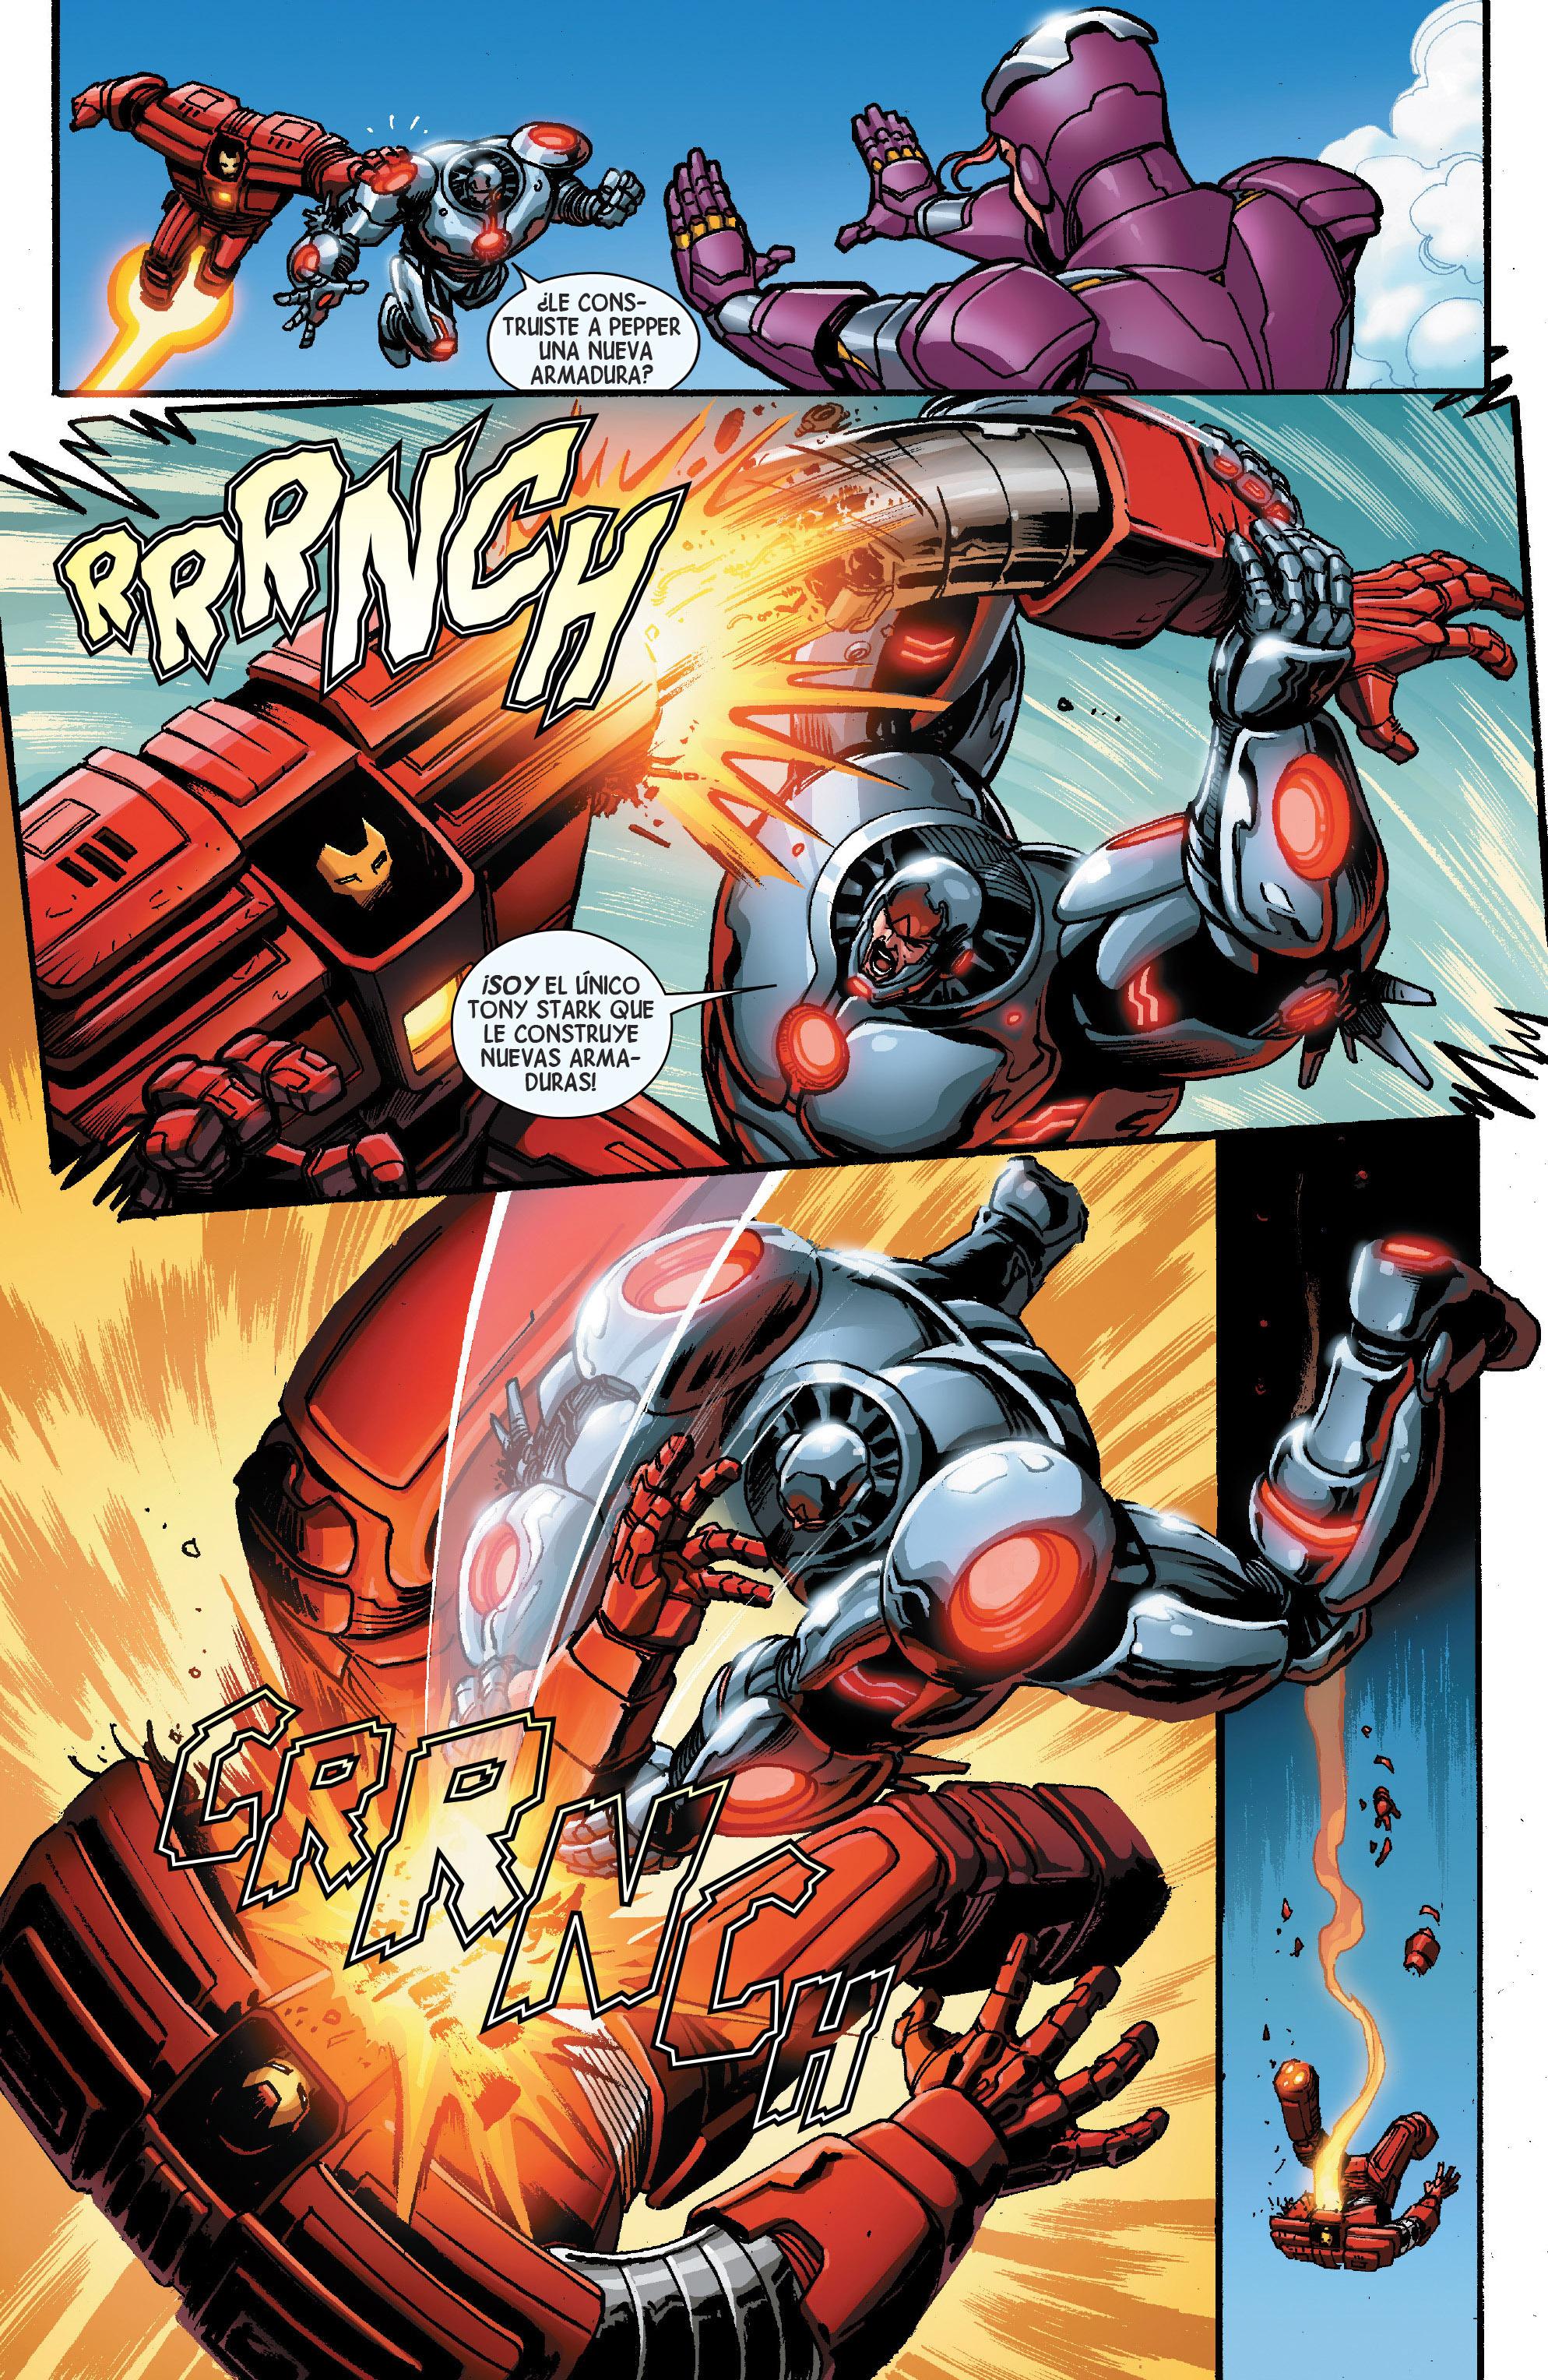 ¿LE CONS-
TRUISTE A PEPPER
UNA NUEVA
ARMADURA?
RRRNCH
¡SOY EL ÚNICO
TONY STARK QUE
LE CONSTRUYE
NUEVAS ARMA-
DURAS!
CRRNCH